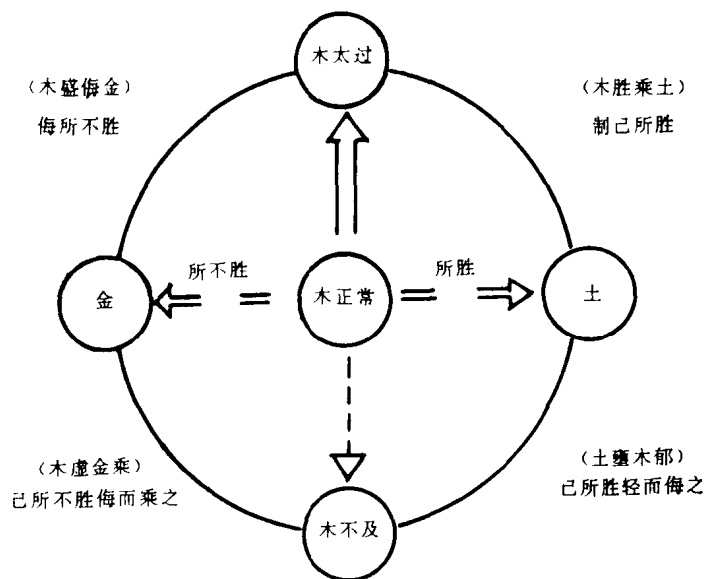 木太过
（木盛侮金）
侮所不胜
（木胜乘土）
制己所胜
所不胜
所胜
金
木正常
土
（木虚金乘）
己所不胜侮而乘之
（土壅木郁）
己所胜轻而侮之
木不及